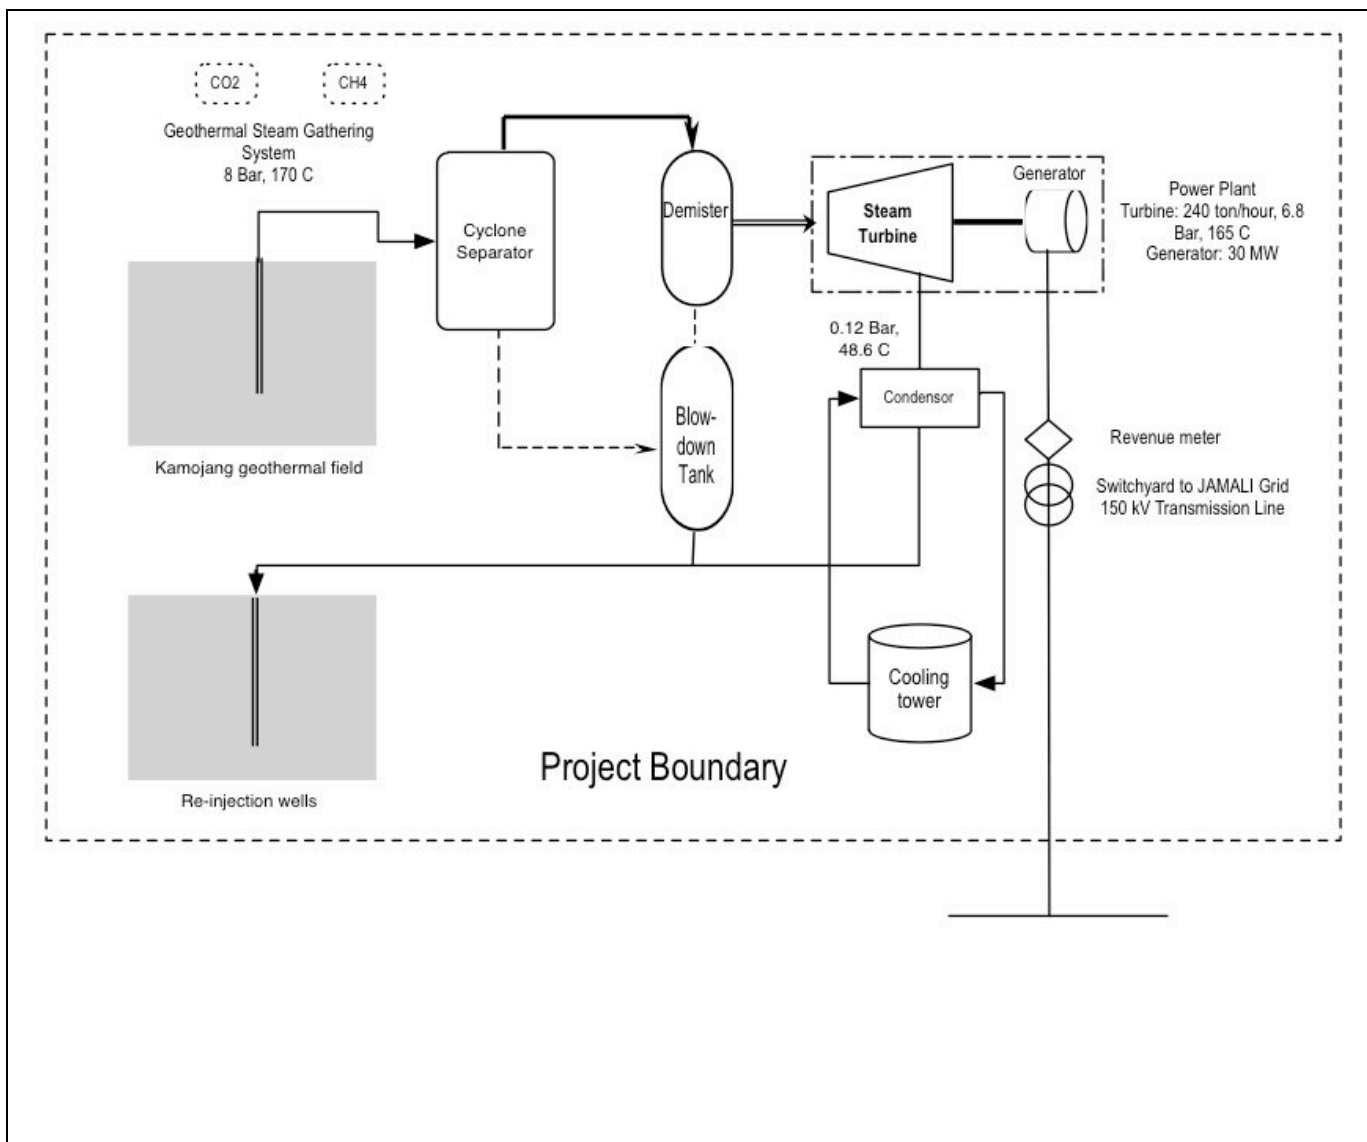 CO2
CH4
Geothermal Steam Gathering
System
8 Bar, 170 C
Cyclone
Separator
Demister
Steam
Turbine
Generator
Power Plant
Turbine: 240 ton/hour, 6.8
Bar, 165 C
Generator: 30 MW
0.12 Bar,
48.6 C
Condensor
Blow-
down
Tank
Revenue meter
Switchyard to JAMALI Grid
150 kV Transmission Line
Kamojang geothermal field
Cooling
tower
Project Boundary
Re-injection wells